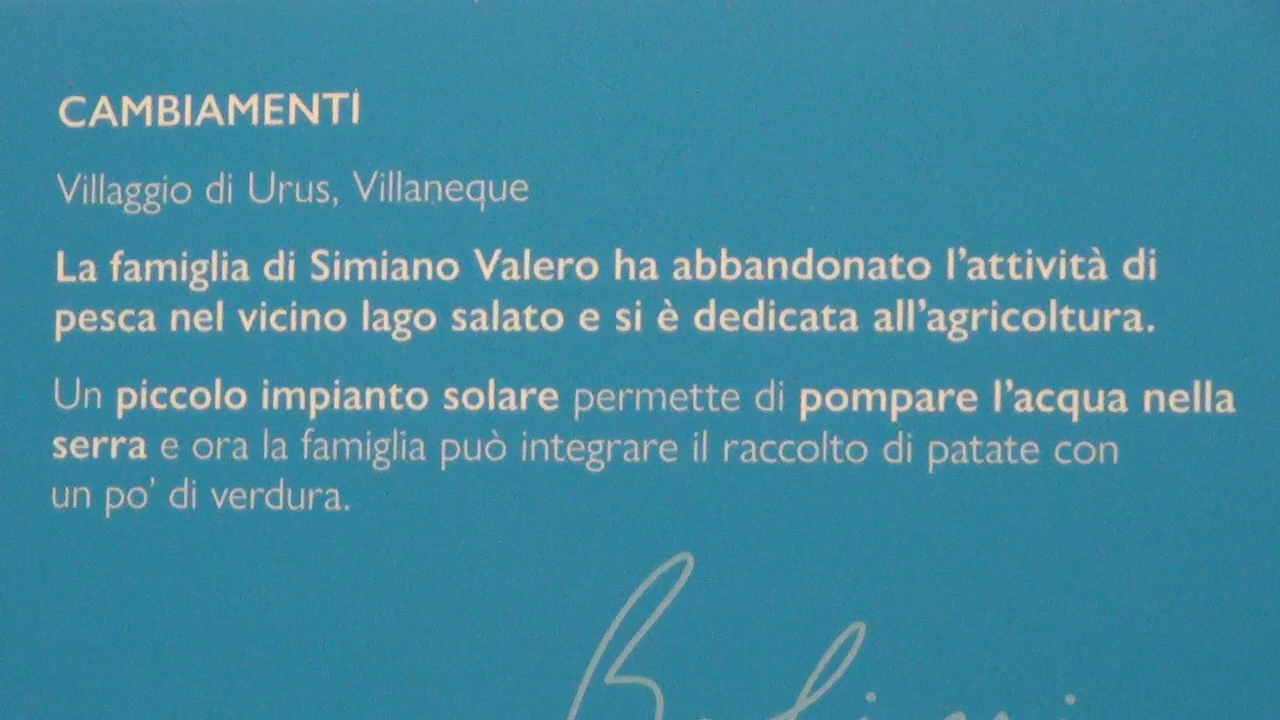 CAMBIAMENTI
Villaggio di Urus, Villaneque
La famiglia di Simiano Valero ha abbandonato l'attività di
pesca nel vicino lago salato e si è dedicata all'agricoltura.
Un piccolo impianto solare permette di pompare l'acqua nella
serra e ora la famiglia può integrare il raccolto di patate con
un po' di verdura.